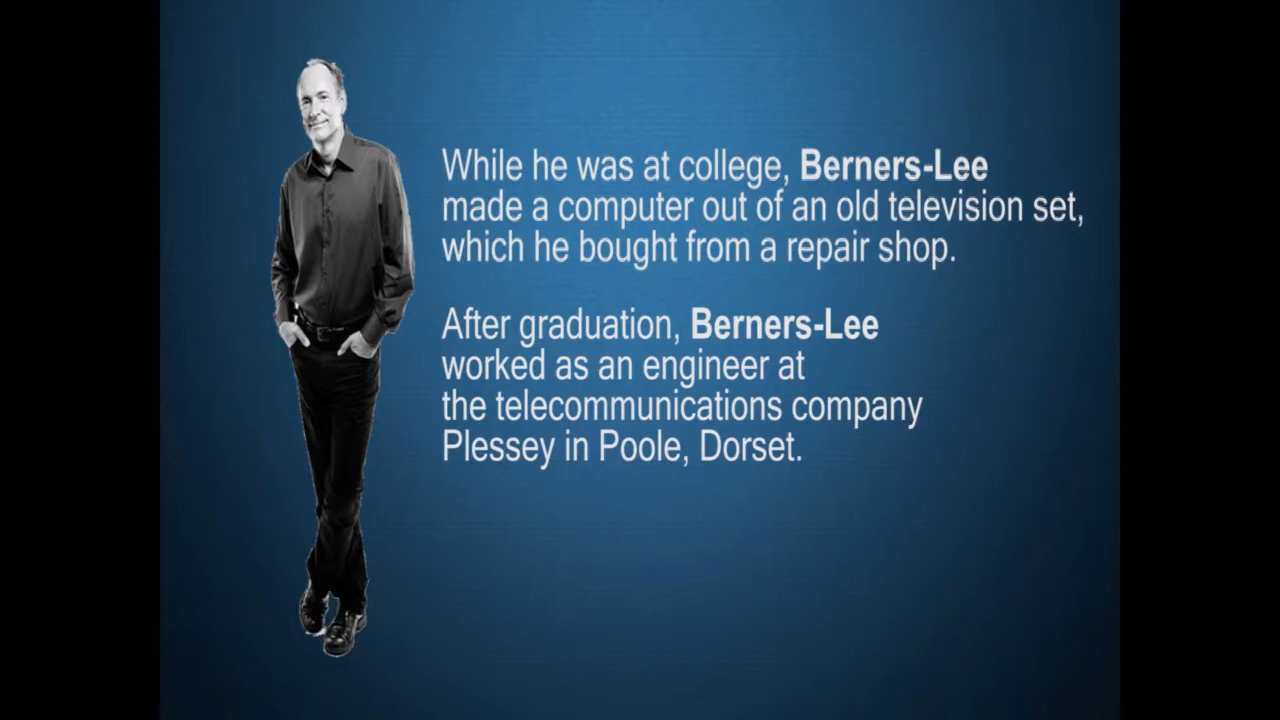 While he was at college, Berners-Lee
made a computer out of an old television set,
which he bought from a repair shop.
After graduation, Berners-Lee
worked as an engineer at
the telecommunications company
Plessey in Poole, Dorset.